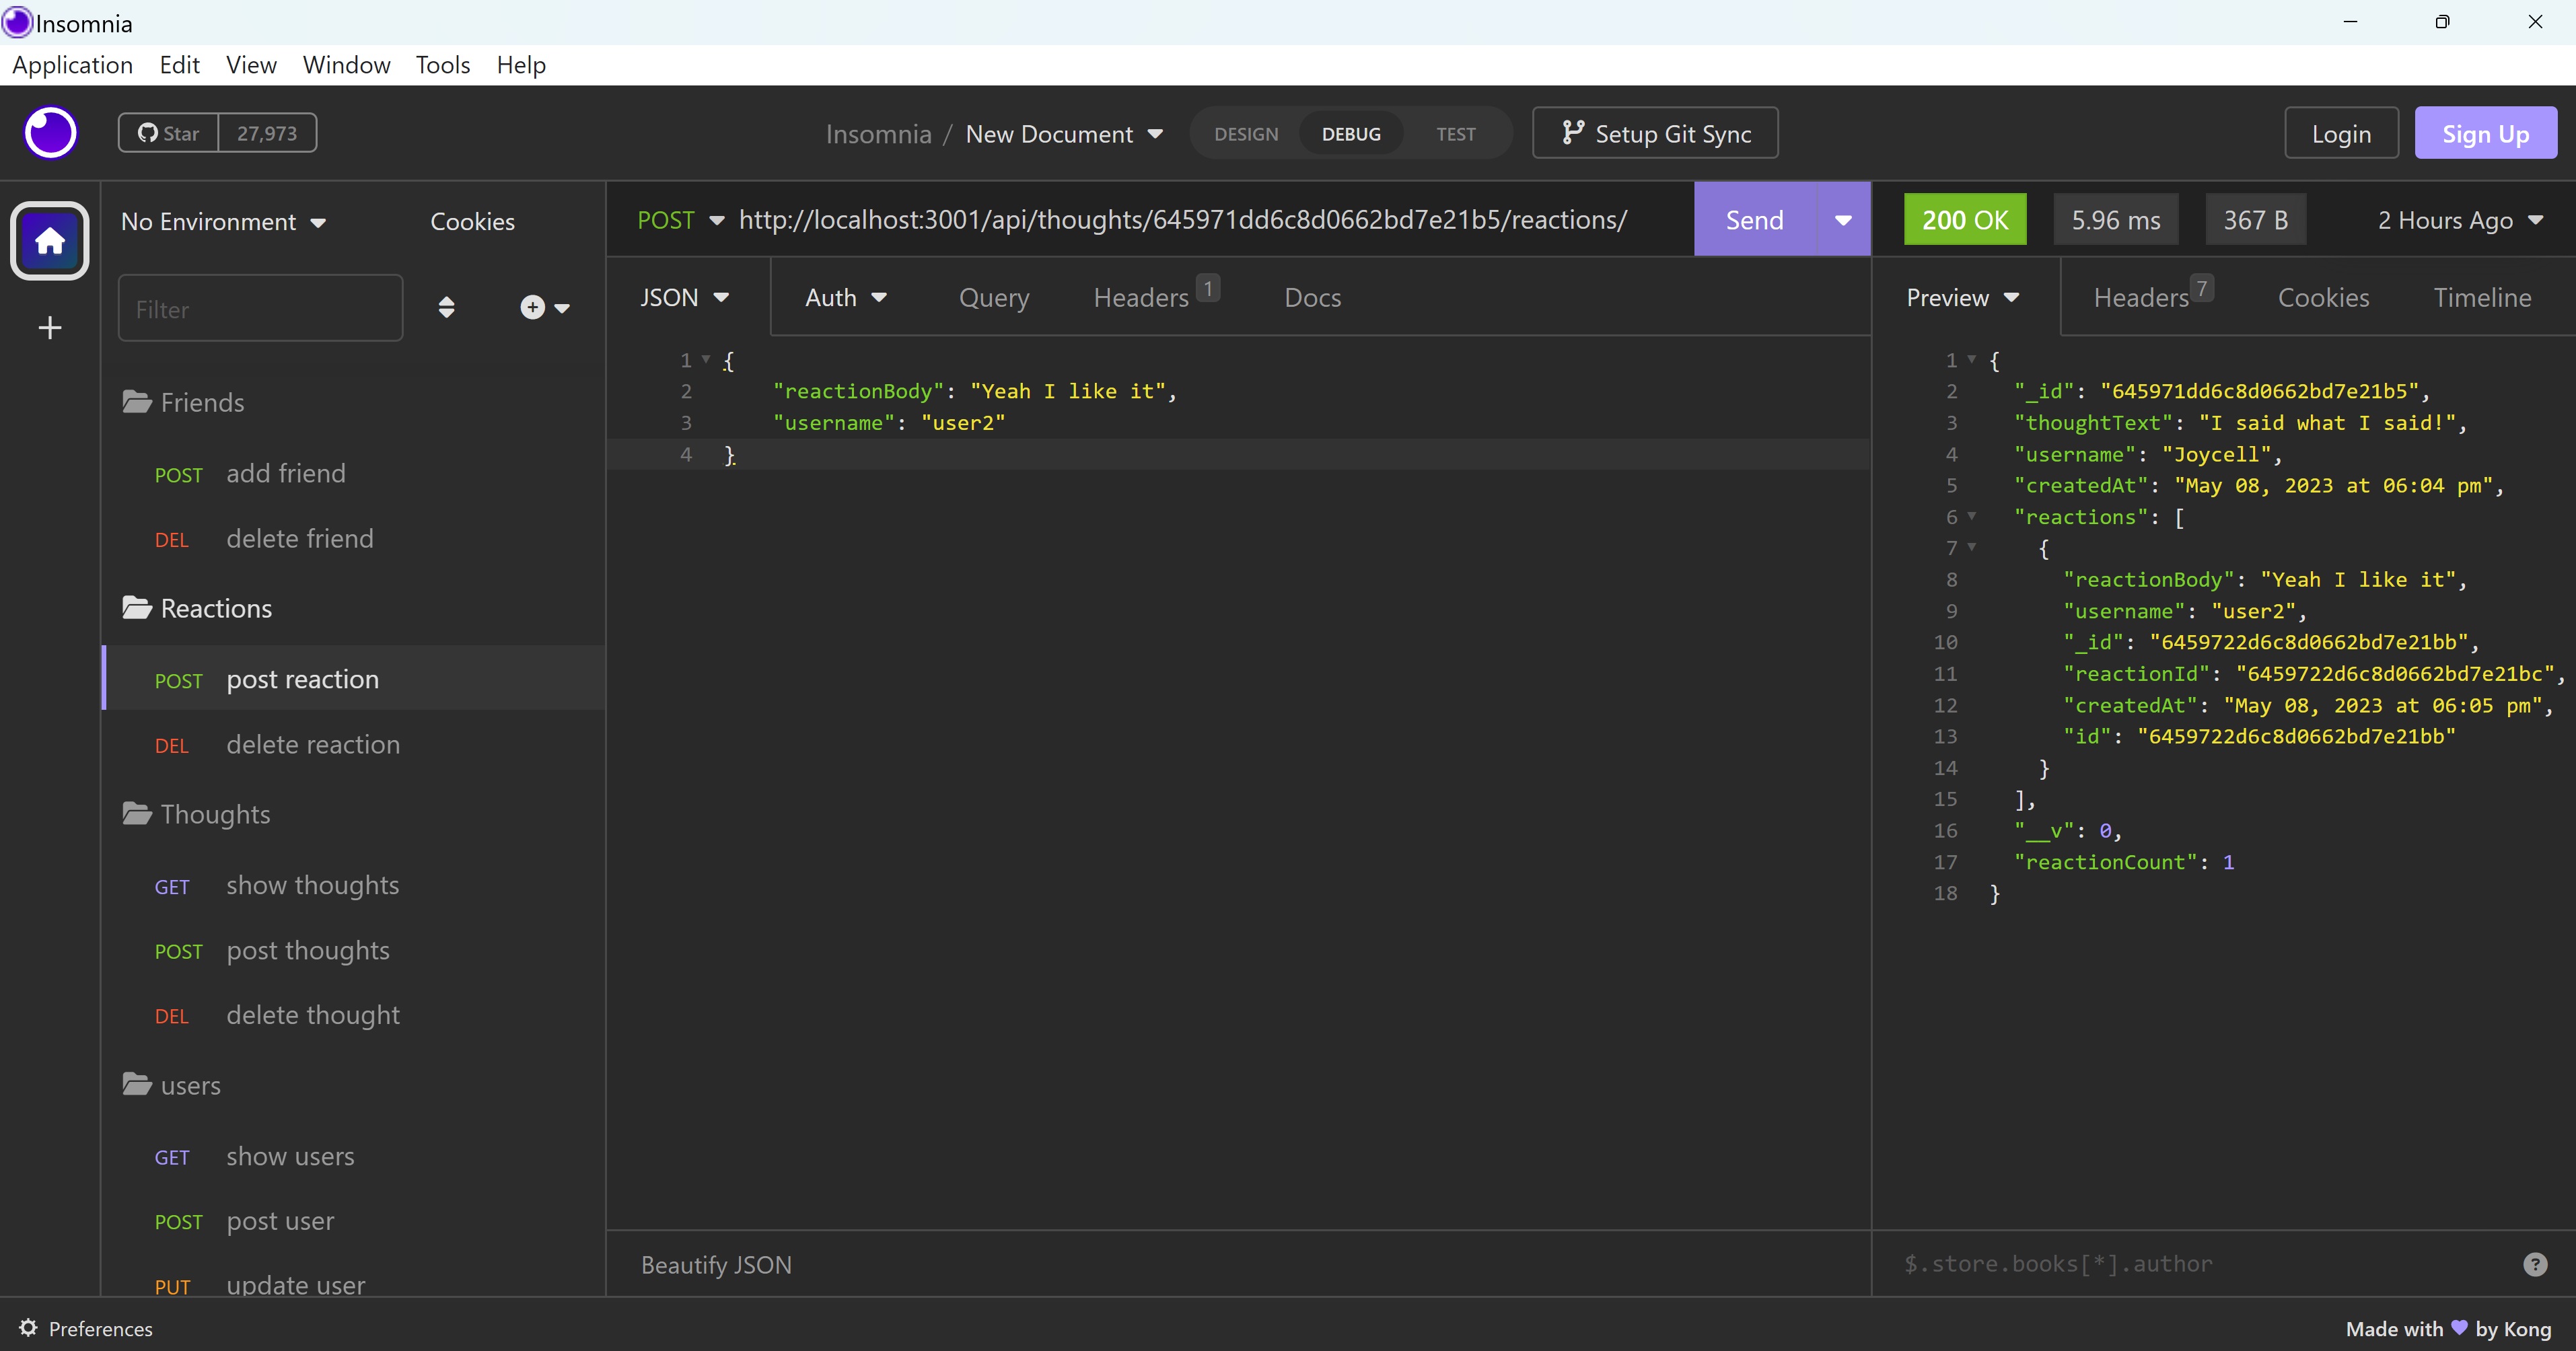 Insomnia
Application Edit View Window Tools Help
Star 27,973
Insomnia / New Document
DESIGN DEBUG TEST
Setup Git Sync
Login Sign Up
No Environment Cookies
Filter
Friends
POST add friend
DEL delete friend
Reactions
POST post reaction
DEL delete reaction
Thoughts
GET show thoughts
POST post thoughts
DEL delete thought
users
GET show users
POST post user
PUT update user
POST http://localhost:3001/api/thoughts/645971dd6c8d0662bd7e21b5/reactions/ Send
JSON Auth Query Headers 1 Docs
1 {
2 "reactionBody": "Yeah I like it",
3 "username": "user2"
4 }
Beautify JSON
200 OK 5.96 ms 367 B 2 Hours Ago
Preview Headers 7 Cookies Timeline
1 {
2 "_id": "645971dd6c8d0662bd7e21b5",
3 "thoughtText": "I said what I said!",
4 "username": "Joycell",
5 "createdAt": "May 08, 2023 at 06:04 pm",
6 "reactions": [
7 {
8 "reactionBody": "Yeah I like it",
9 "username": "user2",
10 "_id": "6459722d6c8d0662bd7e21bb",
11 "reactionId": "6459722d6c8d0662bd7e21bc",
12 "createdAt": "May 08, 2023 at 06:05 pm",
13 "id": "6459722d6c8d0662bd7e21bb"
14 }
15 ],
16 "__v": 0,
17 "reactionCount": 1
18 }
$.store.books[*].author ?
Preferences
Made with 💜 by Kong